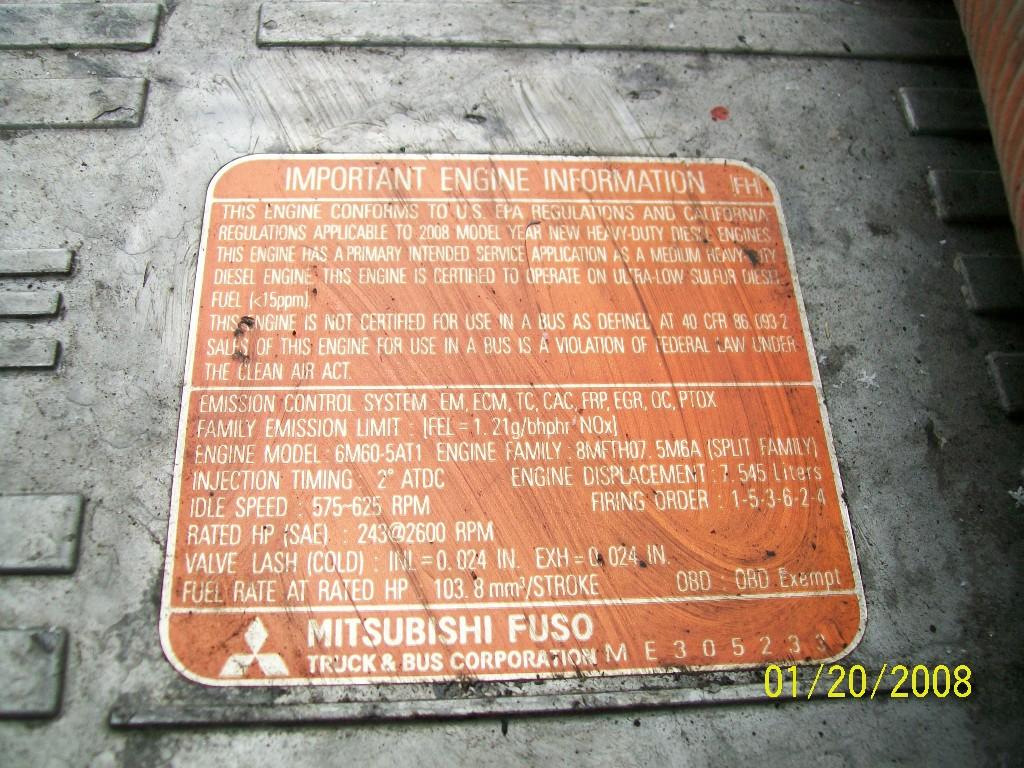 IMPORTANT ENGINE INFORMATION FH
THIS ENGINE CONFORMS TO U.S. EPA REGULATIONS AND CALIFORNIA
REGULATIONS APPLICABLE TO 2008 MODEL YEAR NEW HEAVY-DUTY DIESEL ENGINES.
THIS ENGINE HAS A PRIMARY INTENDED SERVICE APPLICATION AS A MEDIUM HEAVY-DUTY
DIESEL ENGINE. THIS ENGINE IS CERTIFIED TO OPERATE ON ULTRA-LOW SULFUR DIESEL
FUEL (<15ppm).
THIS ENGINE IS NOT CERTIFIED FOR USE IN A BUS AS DEFINED AT 40 CFR 86.093-2
SALES OF THIS ENGINE FOR USE IN A BUS IS A VIOLATION OF FEDERAL LAW UNDER
THE CLEAN AIR ACT.
EMISSION CONTROL SYSTEM : EM, ECM, TC, CAC, FRP, EGR, OC, PTOX
FAMILY EMISSION LIMIT : (FEL=1.21g/bhphr NOx)
ENGINE MODEL : 6M60-5AT1 ENGINE FAMILY : 8MFTH07.5M6A (SPLIT FAMILY)
INJECTION TIMING : 2° ATDC ENGINE DISPLACEMENT : 7.545 Liters
IDLE SPEED : 575~625 RPM FIRING ORDER : 1-5-3-6-2-4
RATED HP (SAE) : 243@2600 RPM
VALVE LASH (COLD) : INL=0.024 IN. EXH=0.024 IN.
FUEL RATE AT RATED HP 103.8 mm³/STROKE OBD : OBD Exempt
MITSUBISHI FUSO
TRUCK & BUS CORPORATION ME305233
01/20/2008